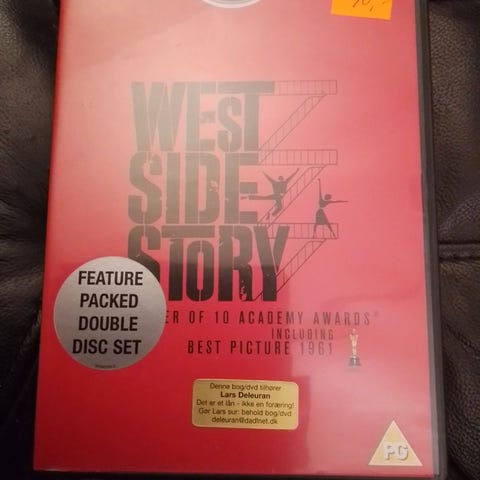 WEST
SIDE
STORY
FEATURE
PACKED
DOUBLE
DISC SET
ER OF 10 ACADEMY AWARDS®
INCLUDING
BEST PICTURE 1961
Denne bog/dvd tilhører
Lars Deleuran
Det er et lån - ikke en foræring!
Gør Lars sur: behold bog/dvd
deleuran@dadlnet.dk
PG